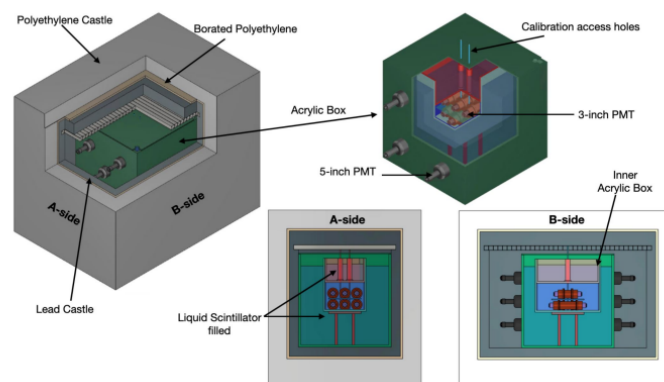 Polyethylene Castle
Borated Polyethylene
Calibration access holes
Acrylic Box
3-inch PMT
5-inch PMT
A-side
B-side
Lead Castle
A-side
B-side
Inner
Acrylic Box
Liquid Scintillator
filled